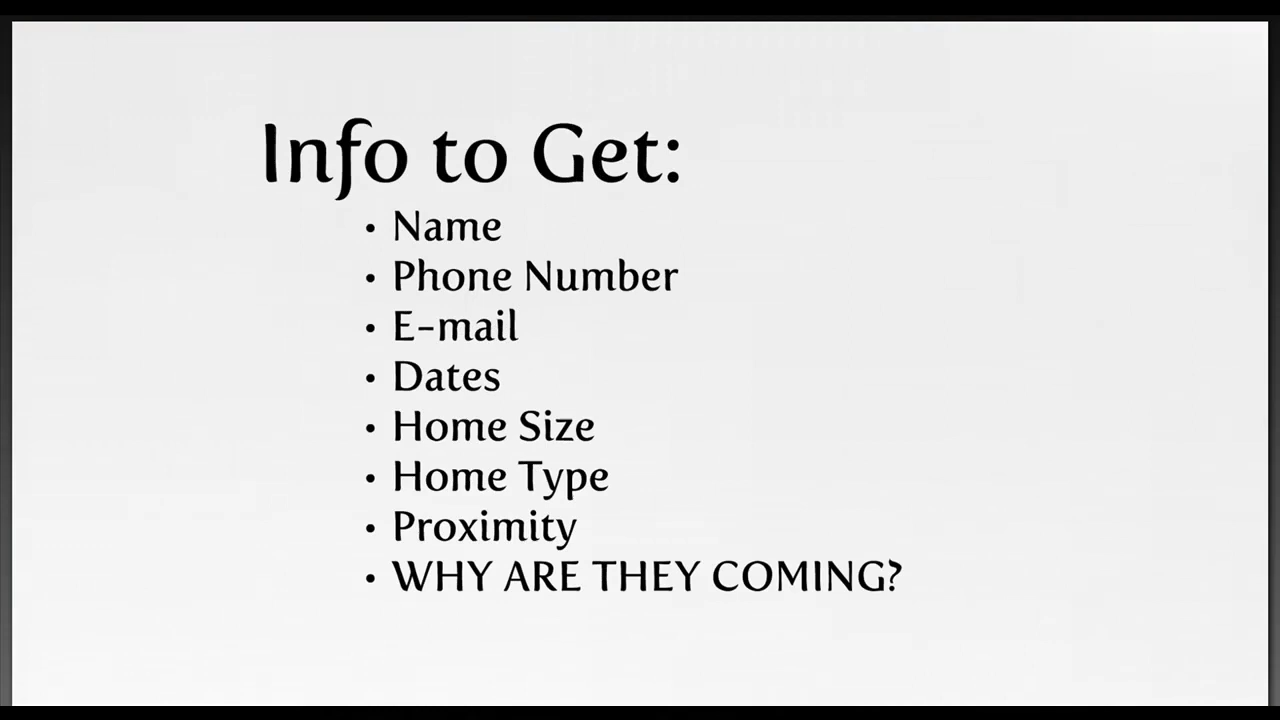 Info to Get:
• Name
• Phone Number
• E-mail
• Dates
• Home Size
• Home Type
• Proximity
• WHY ARE THEY COMING?